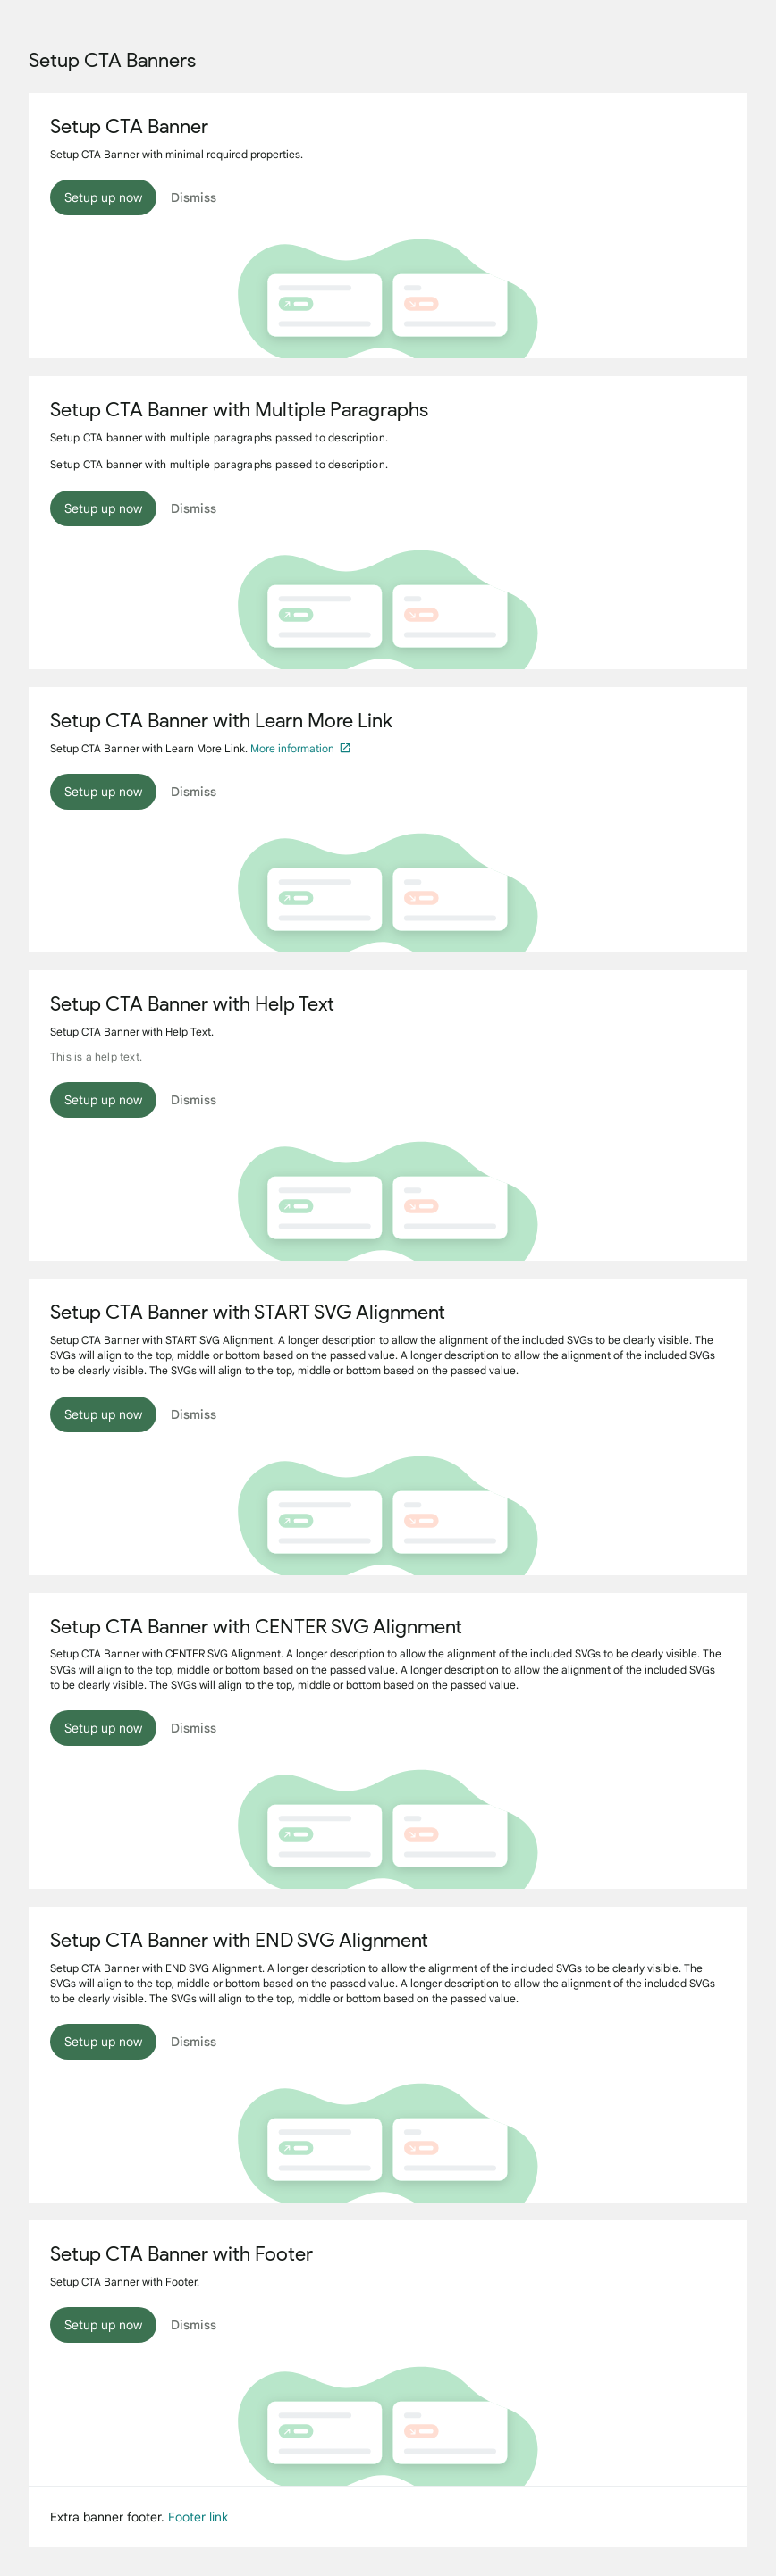 Setup CTA Banners
Setup CTA Banner
Setup CTA Banner with minimal required properties.
Setup up now
Dismiss
Setup CTA Banner with Multiple Paragraphs
Setup CTA banner with multiple paragraphs passed to description.
Setup CTA banner with multiple paragraphs passed to description.
Setup up now
Dismiss
Setup CTA Banner with Learn More Link
Setup CTA Banner with Learn More Link. More information
Setup up now
Dismiss
Setup CTA Banner with Help Text
Setup CTA Banner with Help Text.
This is a help text.
Setup up now
Dismiss
Setup CTA Banner with START SVG Alignment
Setup CTA Banner with START SVG Alignment. A longer description to allow the alignment of the included SVGs to be clearly visible. The
SVGs will align to the top, middle or bottom based on the passed value. A longer description to allow the alignment of the included SVGs
to be clearly visible. The SVGs will align to the top, middle or bottom based on the passed value.
Setup up now
Dismiss
Setup CTA Banner with CENTER SVG Alignment
Setup CTA Banner with CENTER SVG Alignment. A longer description to allow the alignment of the included SVGs to be clearly visible. The
SVGs will align to the top, middle or bottom based on the passed value. A longer description to allow the alignment of the included SVGs
to be clearly visible. The SVGs will align to the top, middle or bottom based on the passed value.
Setup up now
Dismiss
Setup CTA Banner with END SVG Alignment
Setup CTA Banner with END SVG Alignment. A longer description to allow the alignment of the included SVGs to be clearly visible. The
SVGs will align to the top, middle or bottom based on the passed value. A longer description to allow the alignment of the included SVGs
to be clearly visible. The SVGs will align to the top, middle or bottom based on the passed value.
Setup up now
Dismiss
Setup CTA Banner with Footer
Setup CTA Banner with Footer.
Setup up now
Dismiss
Extra banner footer. Footer link